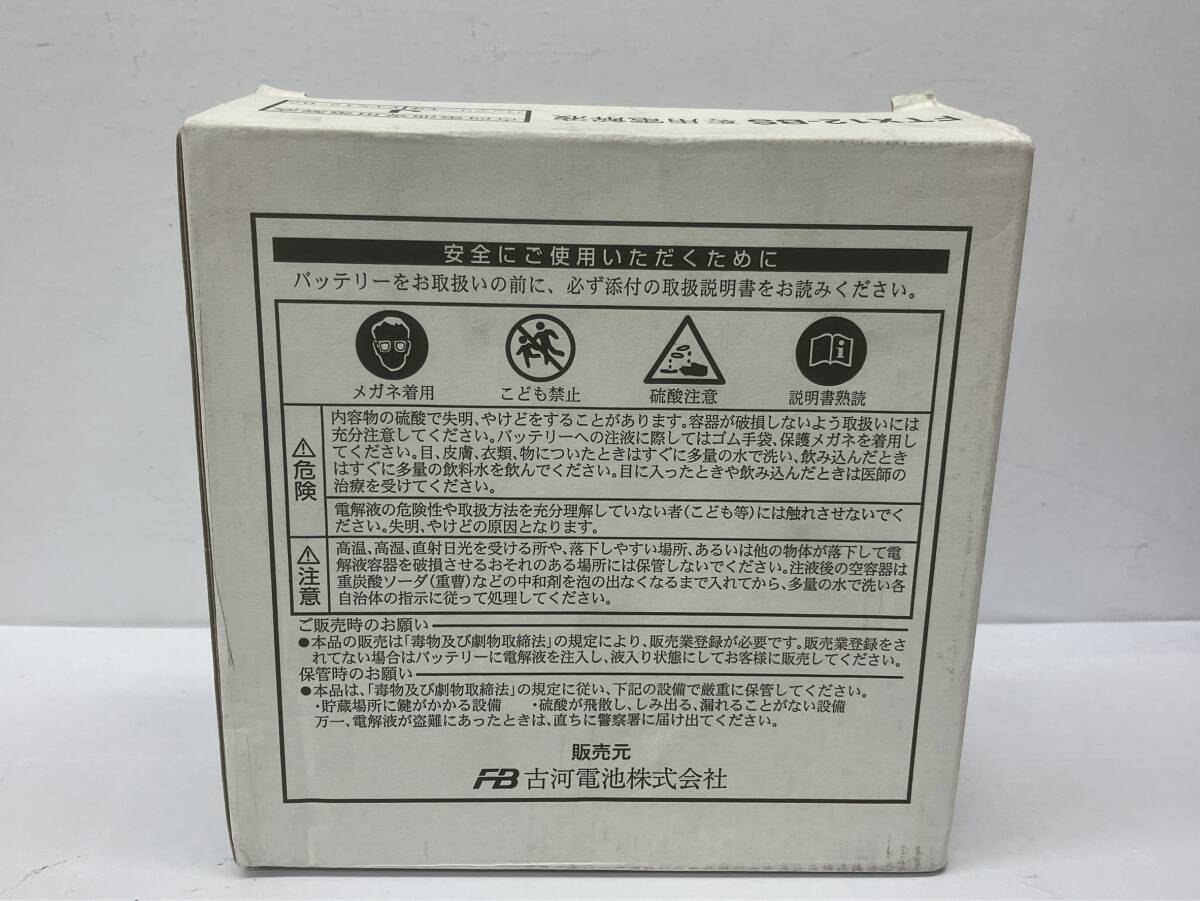 FTX12-BS 専用電解液
安全にご使用いただくために
バッテリーをお取扱いの前に、必ず添付の取扱説明書をお読みください。
メガネ着用 こども禁止 硫酸注意 説明書熟読
危険
内容物の硫酸で失明、やけどをすることがあります。容器が破損しないよう取扱いには
充分注意してください。バッテリーへの注液に際してはゴム手袋、保護メガネを着用し
てください。目、皮膚、衣類、物についたときはすぐに多量の水で洗い、飲み込んだとき
はすぐに多量の飲料水を飲んでください。目に入ったときや飲み込んだときは医師の
治療を受けてください。
電解液の危険性や取扱方法を充分理解していない者(こども等)には触れさせないでく
ださい。失明、やけどの原因となります。
注意
高温、高湿、直射日光を受ける所や、落下しやすい場所、あるいは他の物体が落下して電
解液容器を破損させるおそれのある場所には保管しないでください。注液後の空容器は
重炭酸ソーダ(重曹)などの中和剤を泡の出なくなるまで入れてから、多量の水で洗い各
自治体の指示に従って処理してください。
ご販売時のお願い
●本品の販売は「毒物及び劇物取締法」の規定により、販売業登録が必要です。販売業登録をさ
れてない場合はバッテリーに電解液を注入し、液入り状態にしてお客様に販売してください。
保管時のお願い
●本品は、「毒物及び劇物取締法」の規定に従い、下記の設備で厳重に保管してください。
・貯蔵場所に鍵がかかる設備 ・硫酸が飛散し、しみ出る、漏れることがない設備
万一、電解液が盗難にあったときは、直ちに警察署に届け出てください。
販売元
FB 古河電池株式会社